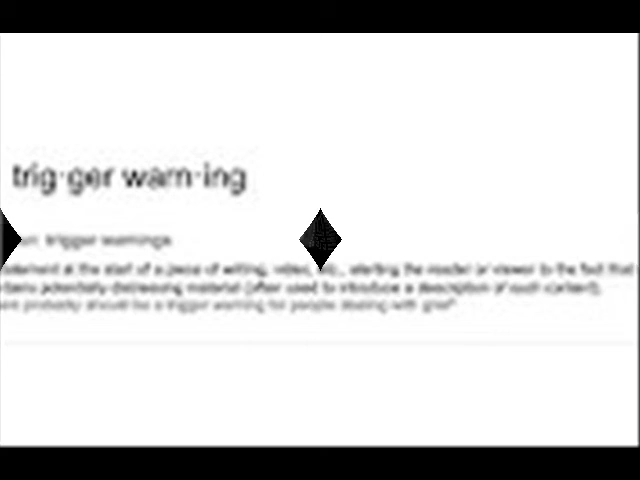 trig·ger warn·ing
trigger warnings
statement at the start of a piece of writing, video, etc., alerting the reader or viewer to the fact that
potentially distressing material (often used to introduce a description of such content).
probably should be a trigger warning for people dealing with grief"